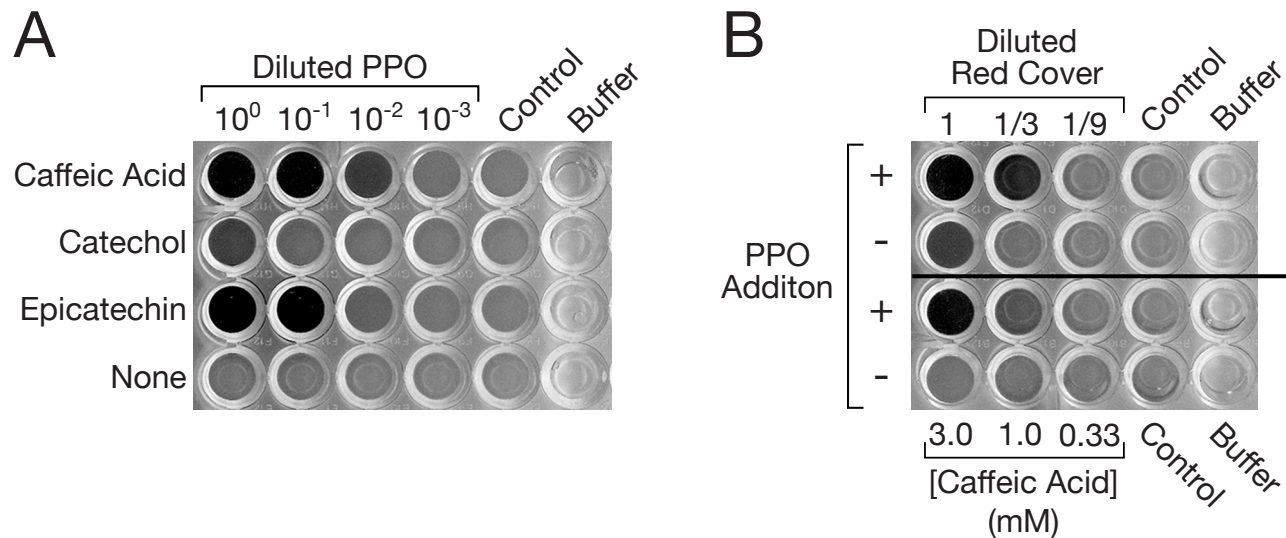 A
Diluted PPO
10⁰ 10⁻¹ 10⁻² 10⁻³ Control Buffer
Caffeic Acid
Catechol
Epicatechin
None
B
Diluted
Red Cover
1 1/3 1/9 Control Buffer
PPO
Additon
+
-
+
-
3.0 1.0 0.33 Control Buffer
[Caffeic Acid]
(mM)